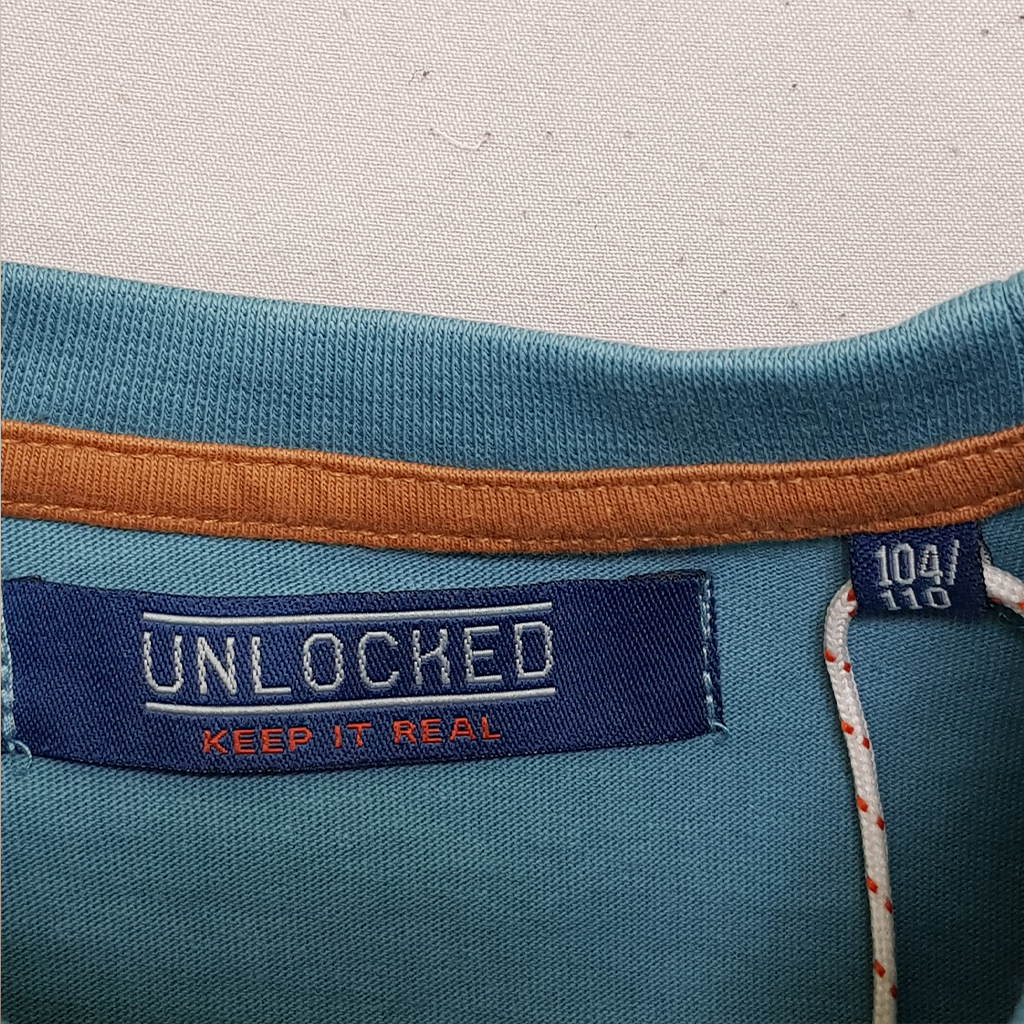 UNLOCKED
KEEP IT REAL
104/
110